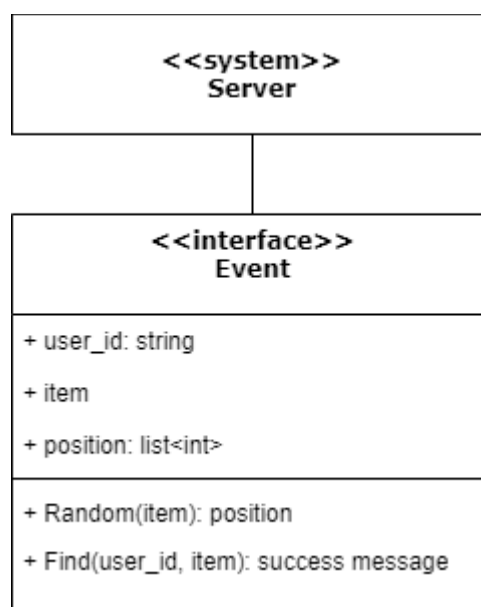 <<system>>
Server
<<interface>>
Event
+ user_id: string
+ item
+ position: list<int>
+ Random(item): position
+ Find(user_id, item): success message